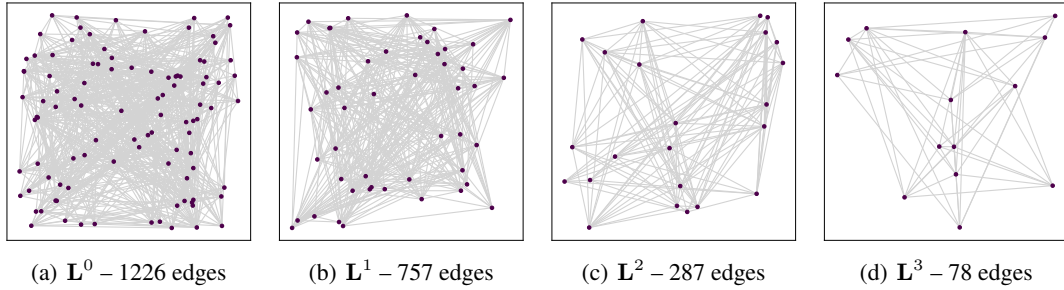 (a) L⁰ – 1226 edges (b) L¹ – 757 edges (c) L² – 287 edges (d) L³ – 78 edges